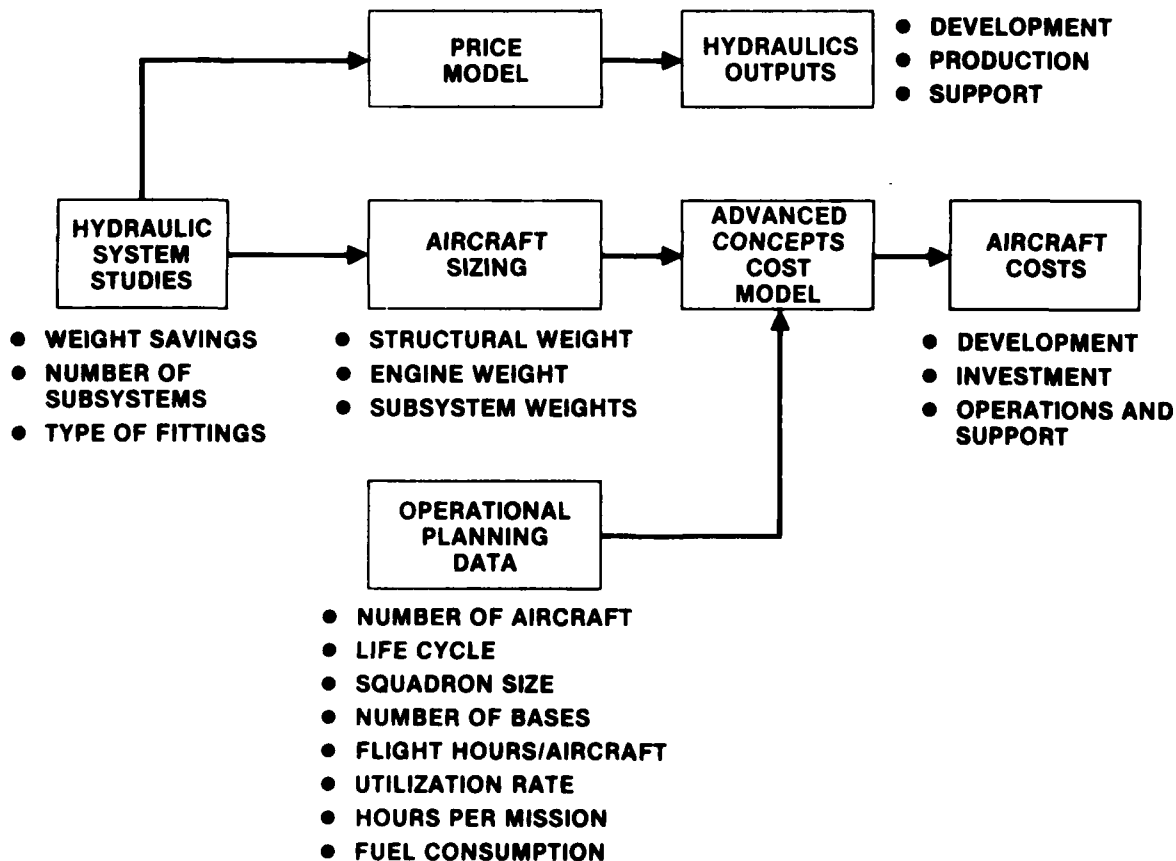 PRICE
MODEL
HYDRAULICS
OUTPUTS
● DEVELOPMENT
● PRODUCTION
● SUPPORT
HYDRAULIC
SYSTEM
STUDIES
● WEIGHT SAVINGS
● NUMBER OF
SUBSYSTEMS
● TYPE OF FITTINGS
AIRCRAFT
SIZING
● STRUCTURAL WEIGHT
● ENGINE WEIGHT
● SUBSYSTEM WEIGHTS
ADVANCED
CONCEPTS
COST
MODEL
AIRCRAFT
COSTS
● DEVELOPMENT
● INVESTMENT
● OPERATIONS AND
SUPPORT
OPERATIONAL
PLANNING
DATA
● NUMBER OF AIRCRAFT
● LIFE CYCLE
● SQUADRON SIZE
● NUMBER OF BASES
● FLIGHT HOURS/AIRCRAFT
● UTILIZATION RATE
● HOURS PER MISSION
● FUEL CONSUMPTION